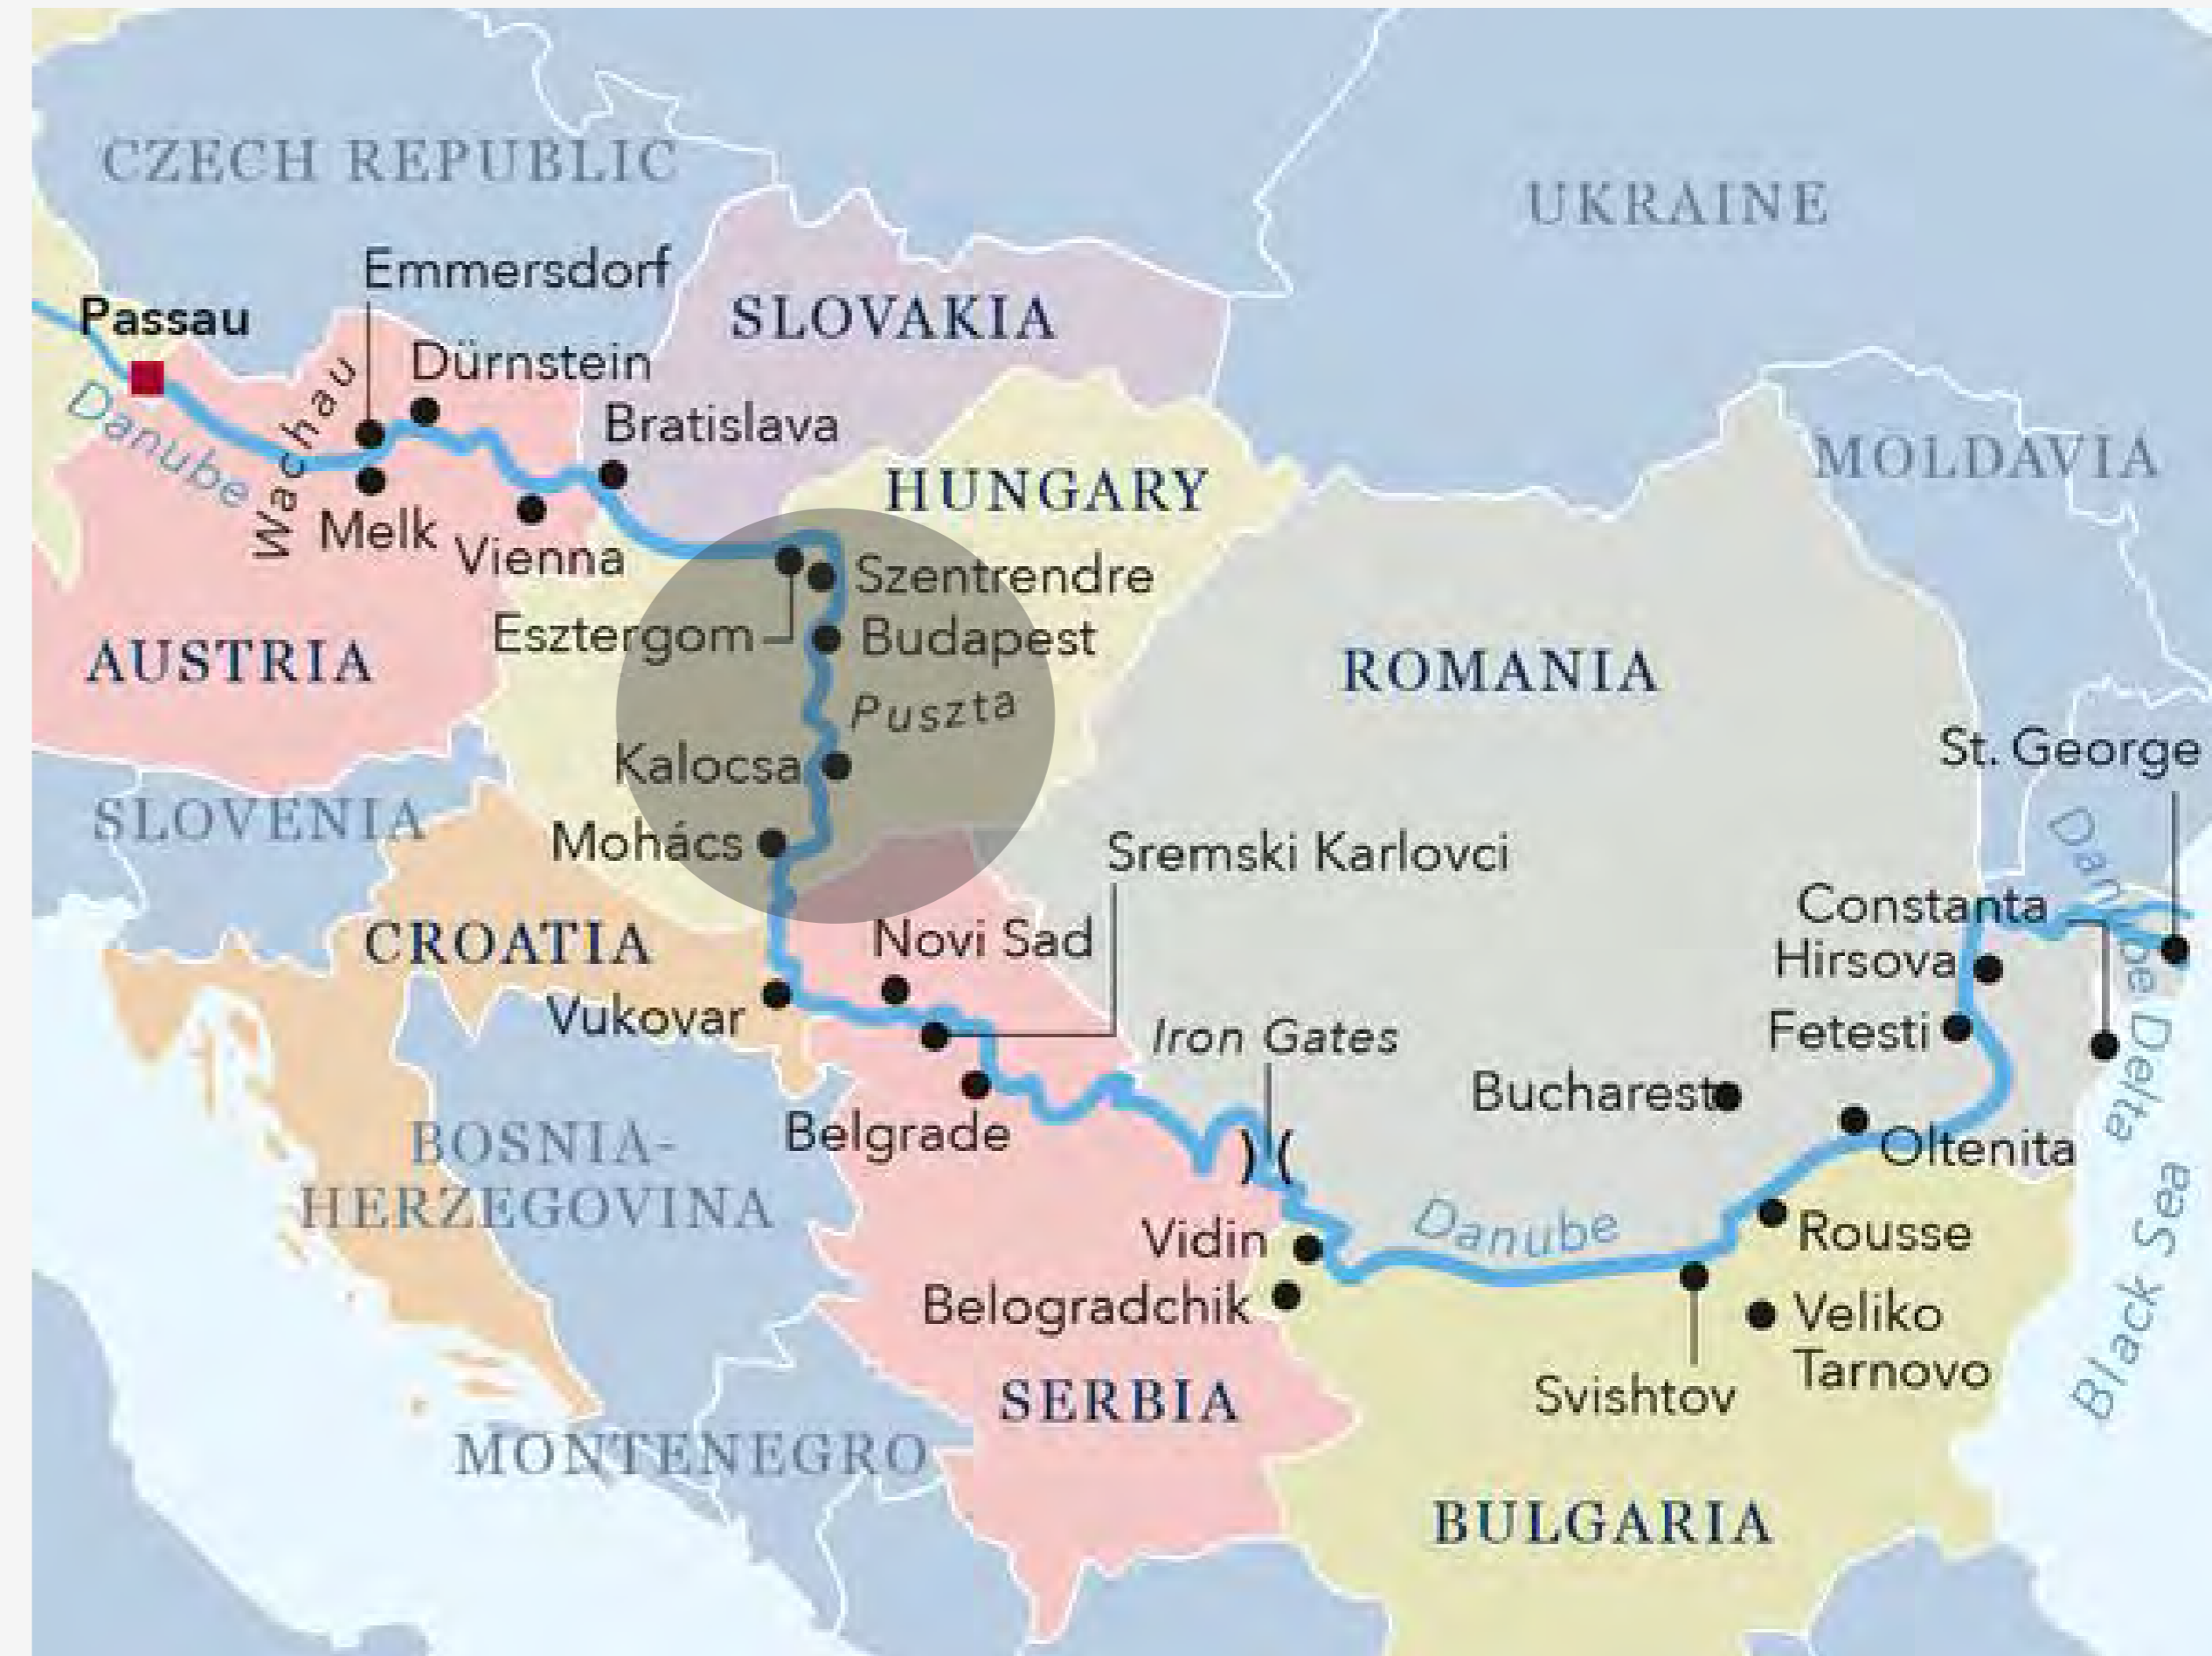 CZECH REPUBLIC
UKRAINE
Emmersdorf
Passau
SLOVAKIA
Dürnstein
Danube
Wachau
Bratislava
MOLDAVIA
HUNGARY
Melk
Vienna
Szentrendre
Esztergom
Budapest
AUSTRIA
ROMANIA
Puszta
Kalocsa
St. George
SLOVENIA
Mohács
Sremski Karlovci
Danube Delta
Constanta
CROATIA
Novi Sad
Hirsova
Vukovar
Iron Gates
Fetesti
Bucharest
Belgrade
Oltenita
BOSNIA-
HERZEGOVINA
Danube
Vidin
Rousse
Black Sea
Belogradchik
Veliko
Tarnovo
Svishtov
SERBIA
MONTENEGRO
BULGARIA